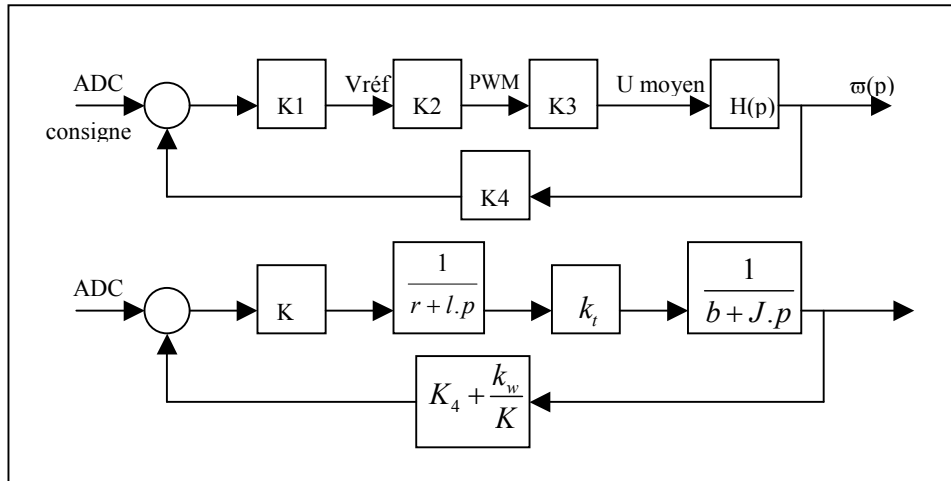 ADC
consigne
K1
Vréf
K2
PWM
K3
U moyen
H(p)
ϖ(p)
K4
ADC
K
1
r + l.p
k_t
1
b + J.p
K_4 + k_w
K